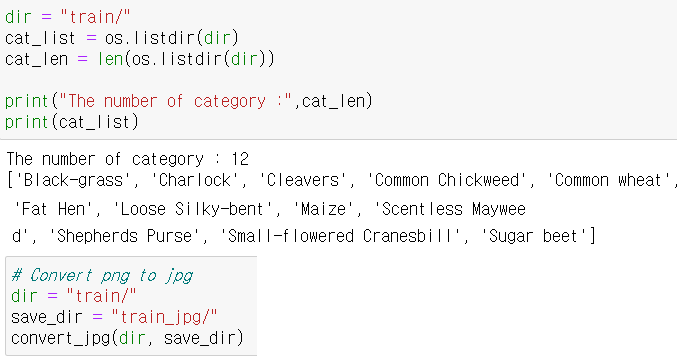 dir = "train/"
cat_list = os.listdir(dir)
cat_len = len(os.listdir(dir))
print("The number of category :",cat_len)
print(cat_list)
The number of category : 12
['Black-grass', 'Charlock', 'Cleavers', 'Common Chickweed', 'Common wheat',
'Fat Hen', 'Loose Silky-bent', 'Maize', 'Scentless Maywee
d', 'Shepherds Purse', 'Small-flowered Cranesbill', 'Sugar beet']
# Convert png to jpg
dir = "train/"
save_dir = "train_jpg/"
convert_jpg(dir, save_dir)